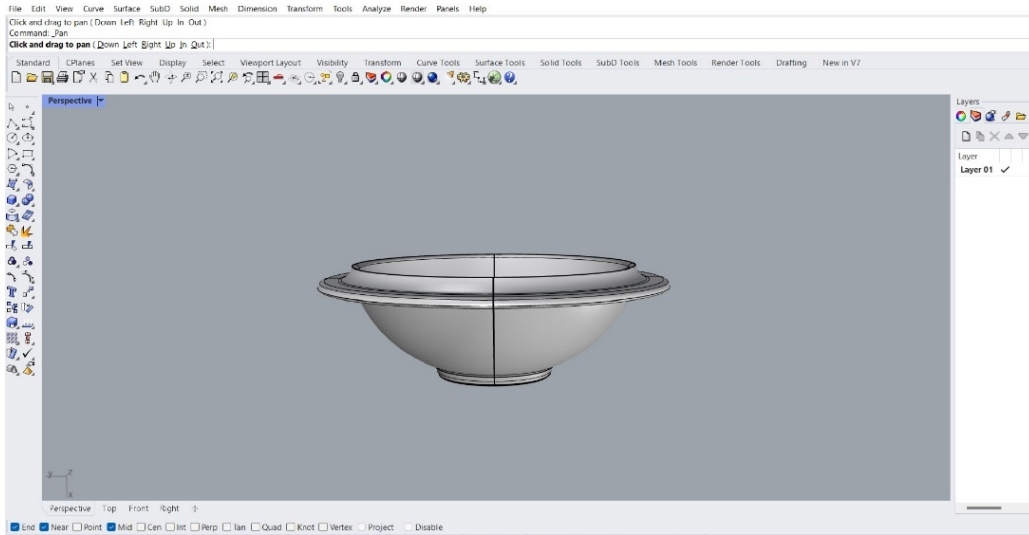 File Edit View Curve Surface SubD Solid Mesh Dimension Transform Tools Analyze Render Panels Help
Click and drag to pan ( Down Left Right Up In Out )
Command: _Pan
Click and drag to pan ( Down Left Right Up In Out ):
Standard CPlanes Set View Display Select Viewport Layout Visibility Transform Curve Tools Surface Tools Solid Tools SubD Tools Mesh Tools Render Tools Drafting New in V7
Perspective
Layers
Layer
Layer 01
y z
x
Perspective Top Front Right
End Near Point Mid Cen Int Perp Tan Quad Knot Vertex Project Disable